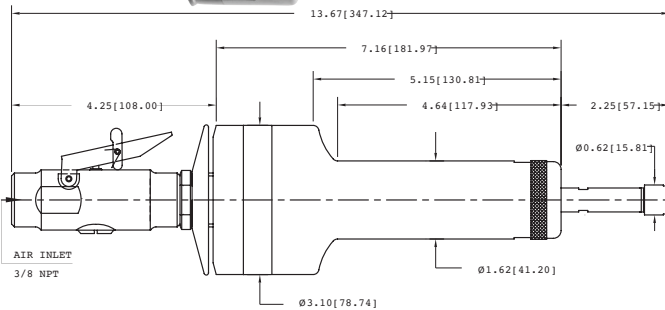 13.67[347.12]
7.16[181.97]
5.15[130.81]
4.25[108.00]
4.64[117.93]
2.25[57.15]
Ø0.62[15.81]
AIR INLET
3/8 NPT
Ø1.62[41.20]
Ø3.10[78.74]